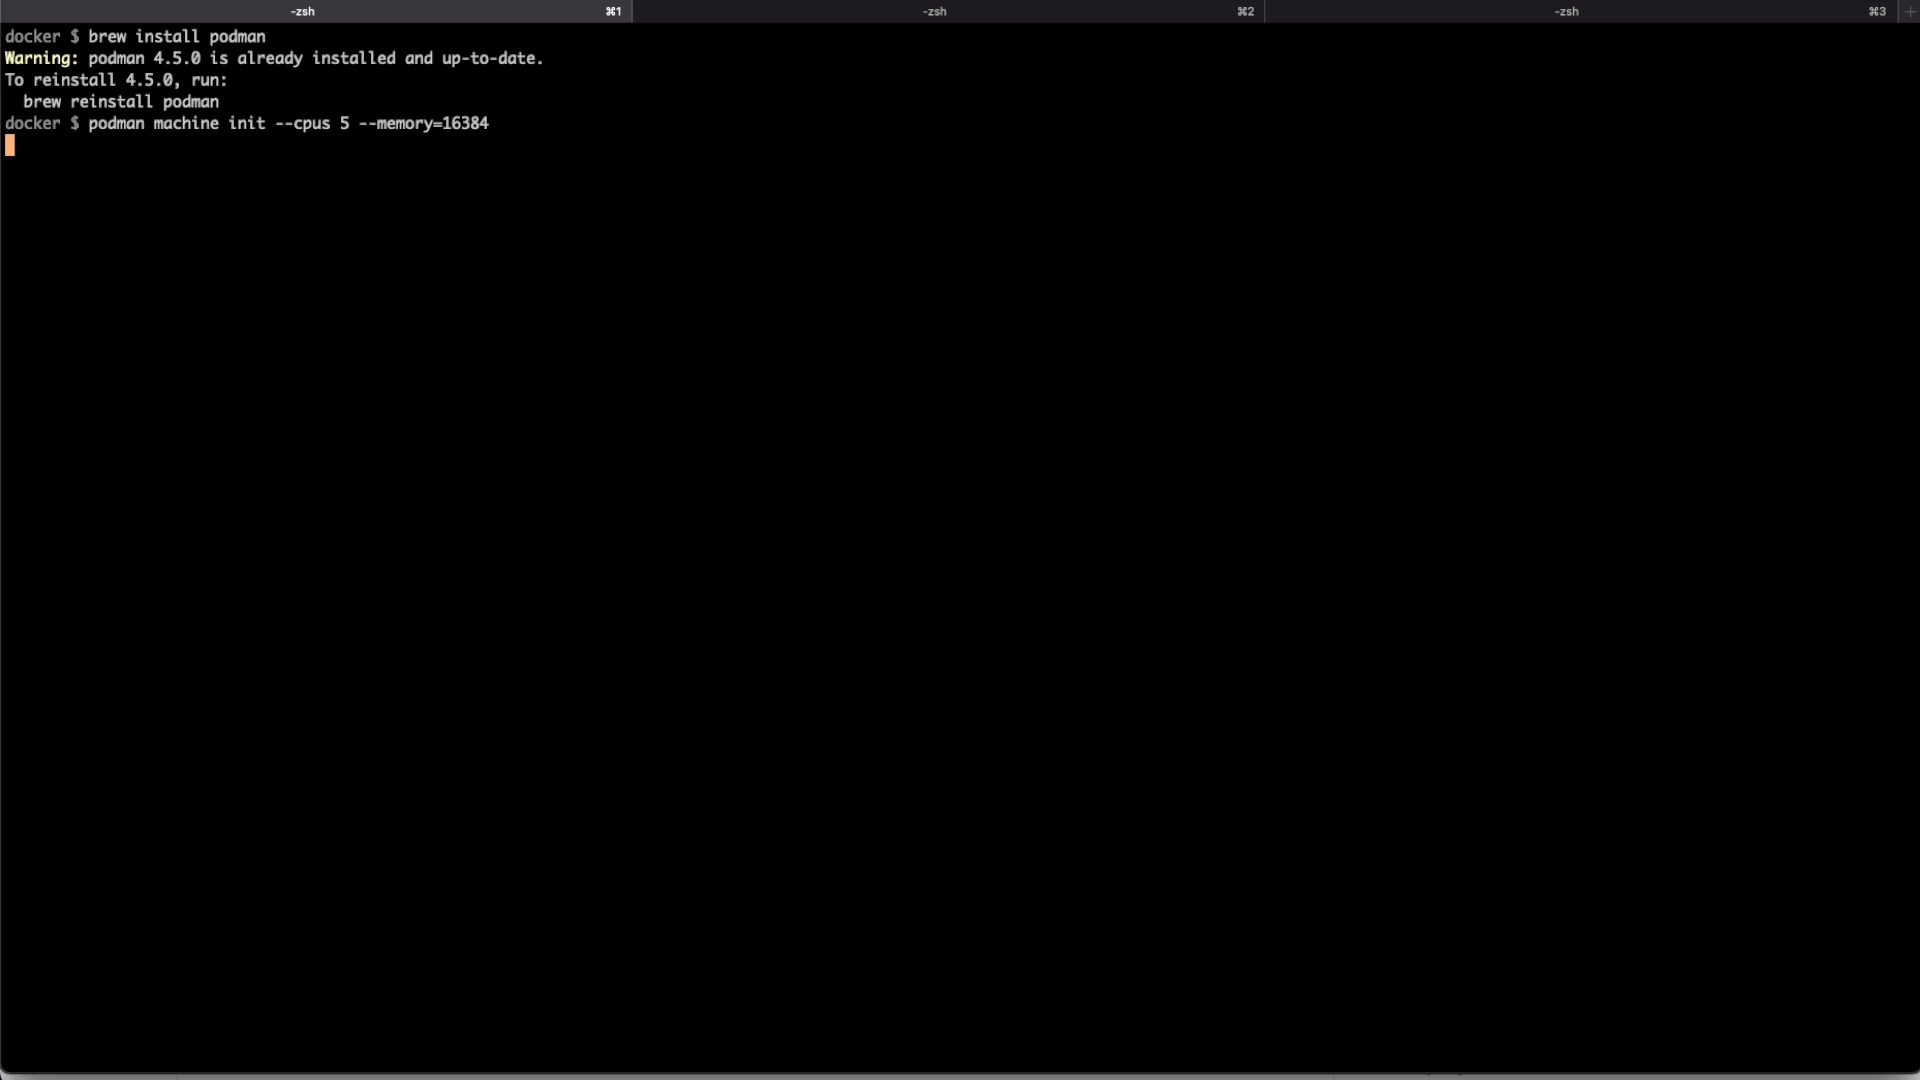 -zsh ⌘1 -zsh ⌘2 -zsh ⌘3 +
docker $ brew install podman
Warning: podman 4.5.0 is already installed and up-to-date.
To reinstall 4.5.0, run:
  brew reinstall podman
docker $ podman machine init --cpus 5 --memory=16384